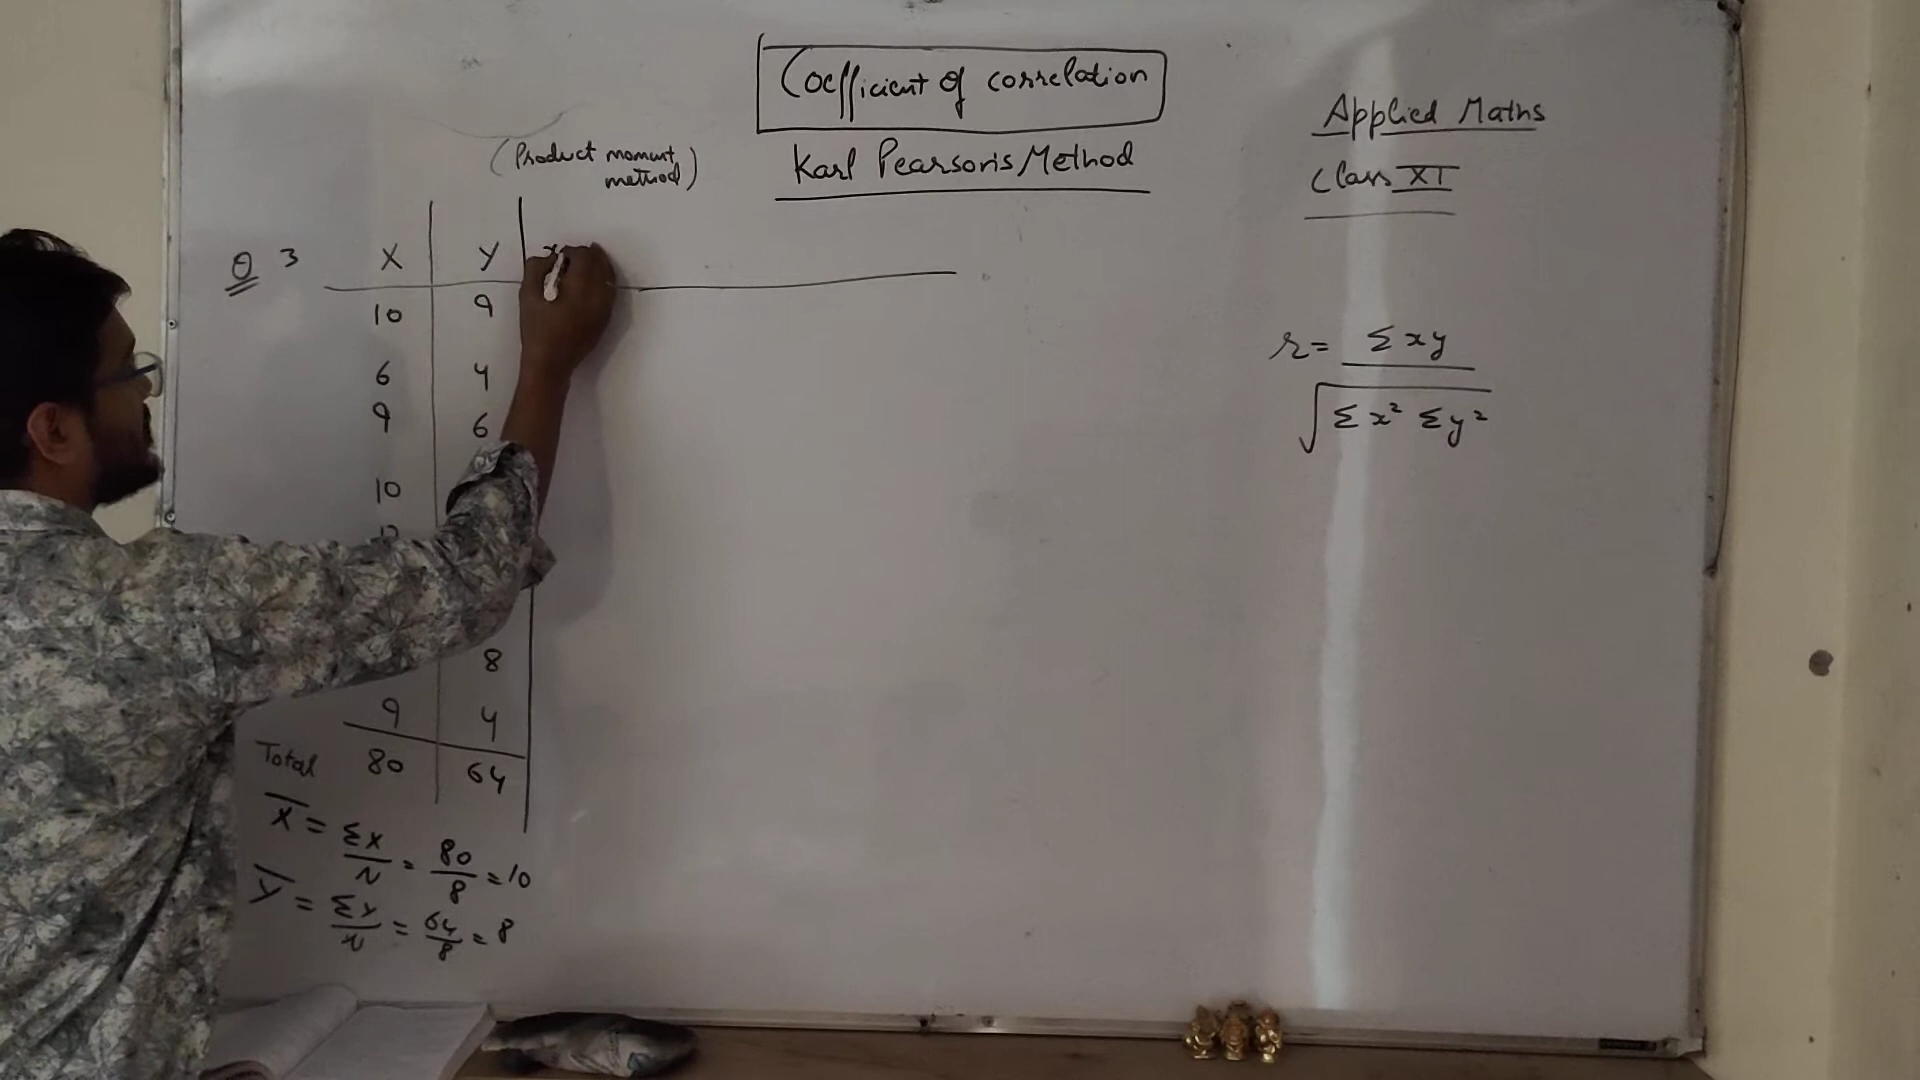 Coefficient of correlation
(Product moment method)
Karl Pearson's Method
Applied Maths
Class XI
Q 3
X Y
10 9
6 4
9 6
10
8
9 4
Total 80 64
X̄ = ΣX/N = 80/8 = 10
Ȳ = ΣY/N = 64/8 = 8
r = Σxy / √Σx² Σy²